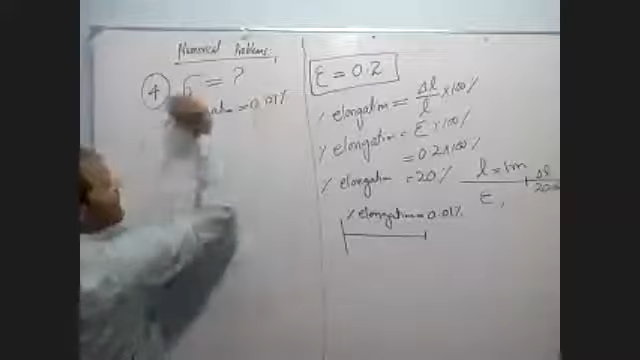 Numerical Problems
④ σ = ?
= 0.01%
ε = 0.2
% elongation = Δl/l × 100%
% elongation = ε × 100%
= 0.2 × 100%
% elongation = 20%
l = 1m
Δl
ε,
% elongation = 0.01%